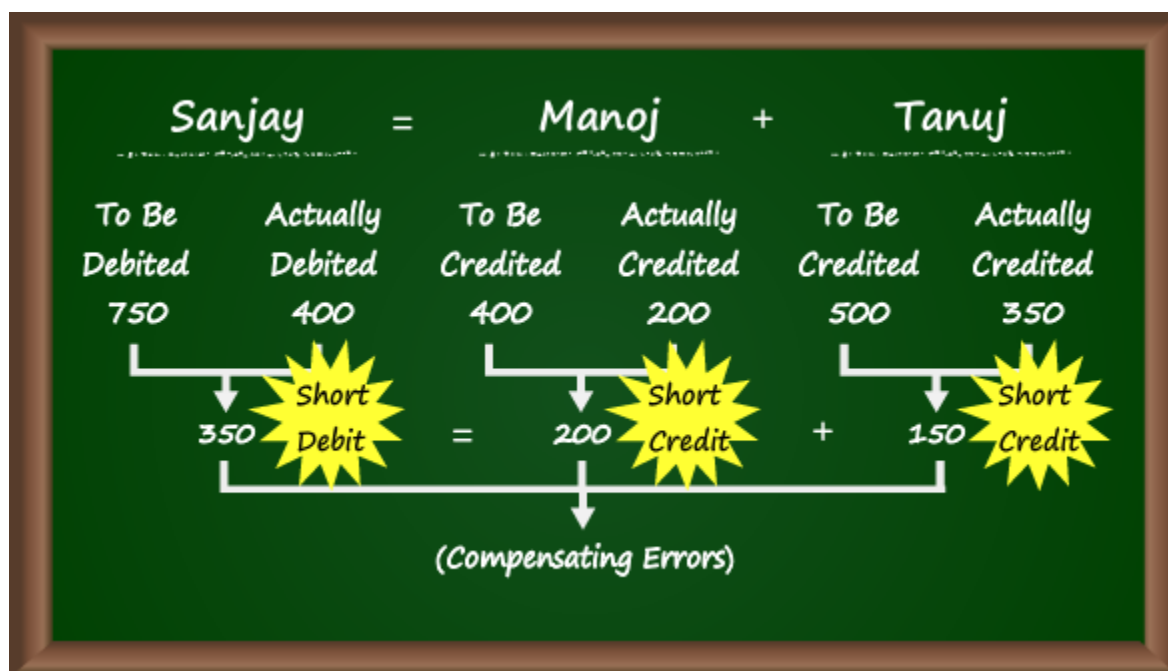 Sanjay = Manoj + Tanuj
To Be Actually To Be Actually To Be Actually
Debited Debited Credited Credited Credited Credited
750 400 400 200 500 350
Short Short Short
350 Debit = 200 Credit + 150 Credit
(Compensating Errors)